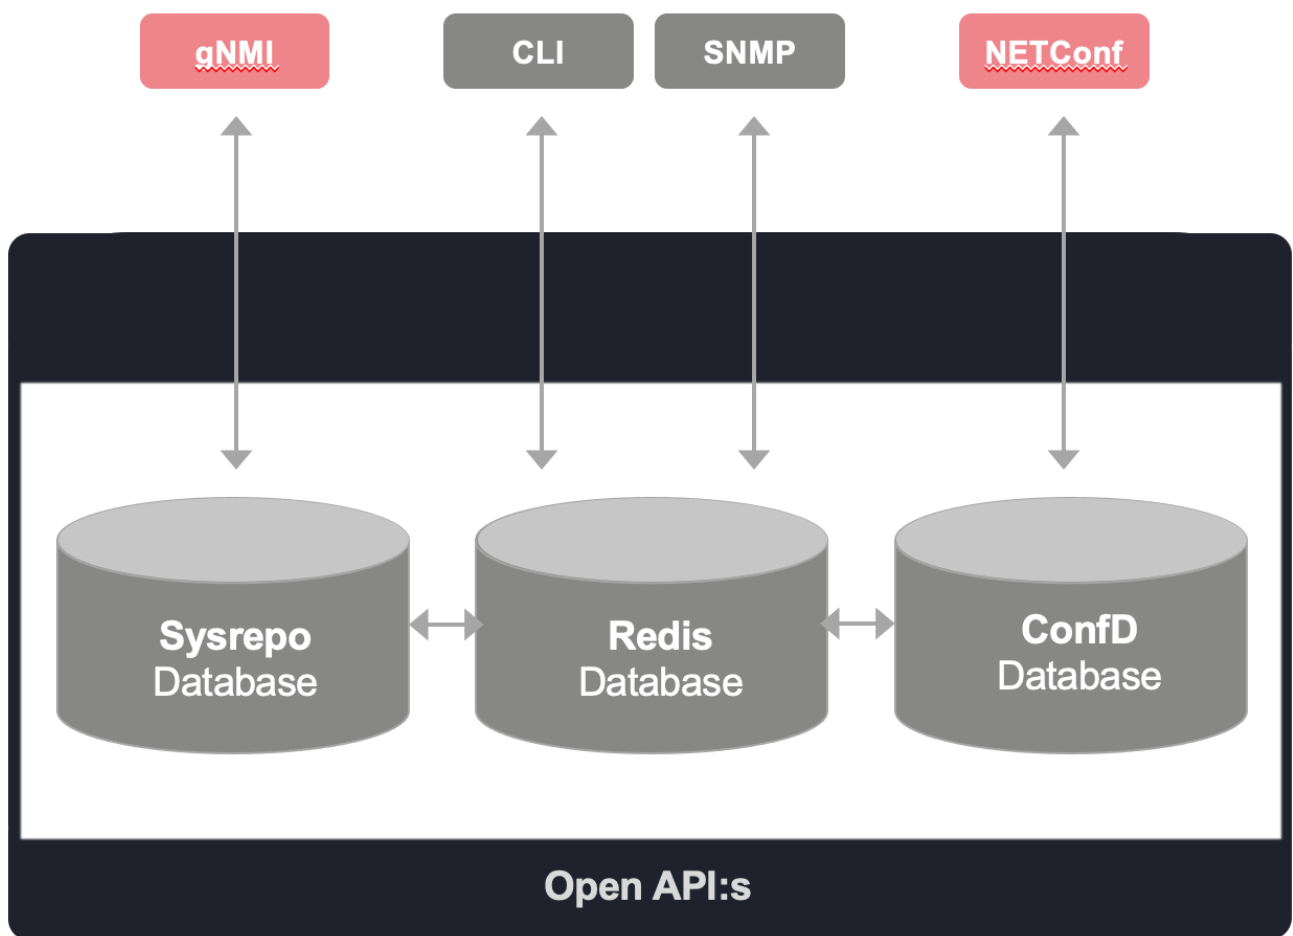 gNMI
CLI
SNMP
NETConf
Sysrepo
Database
Redis
Database
ConfD
Database
Open API:s